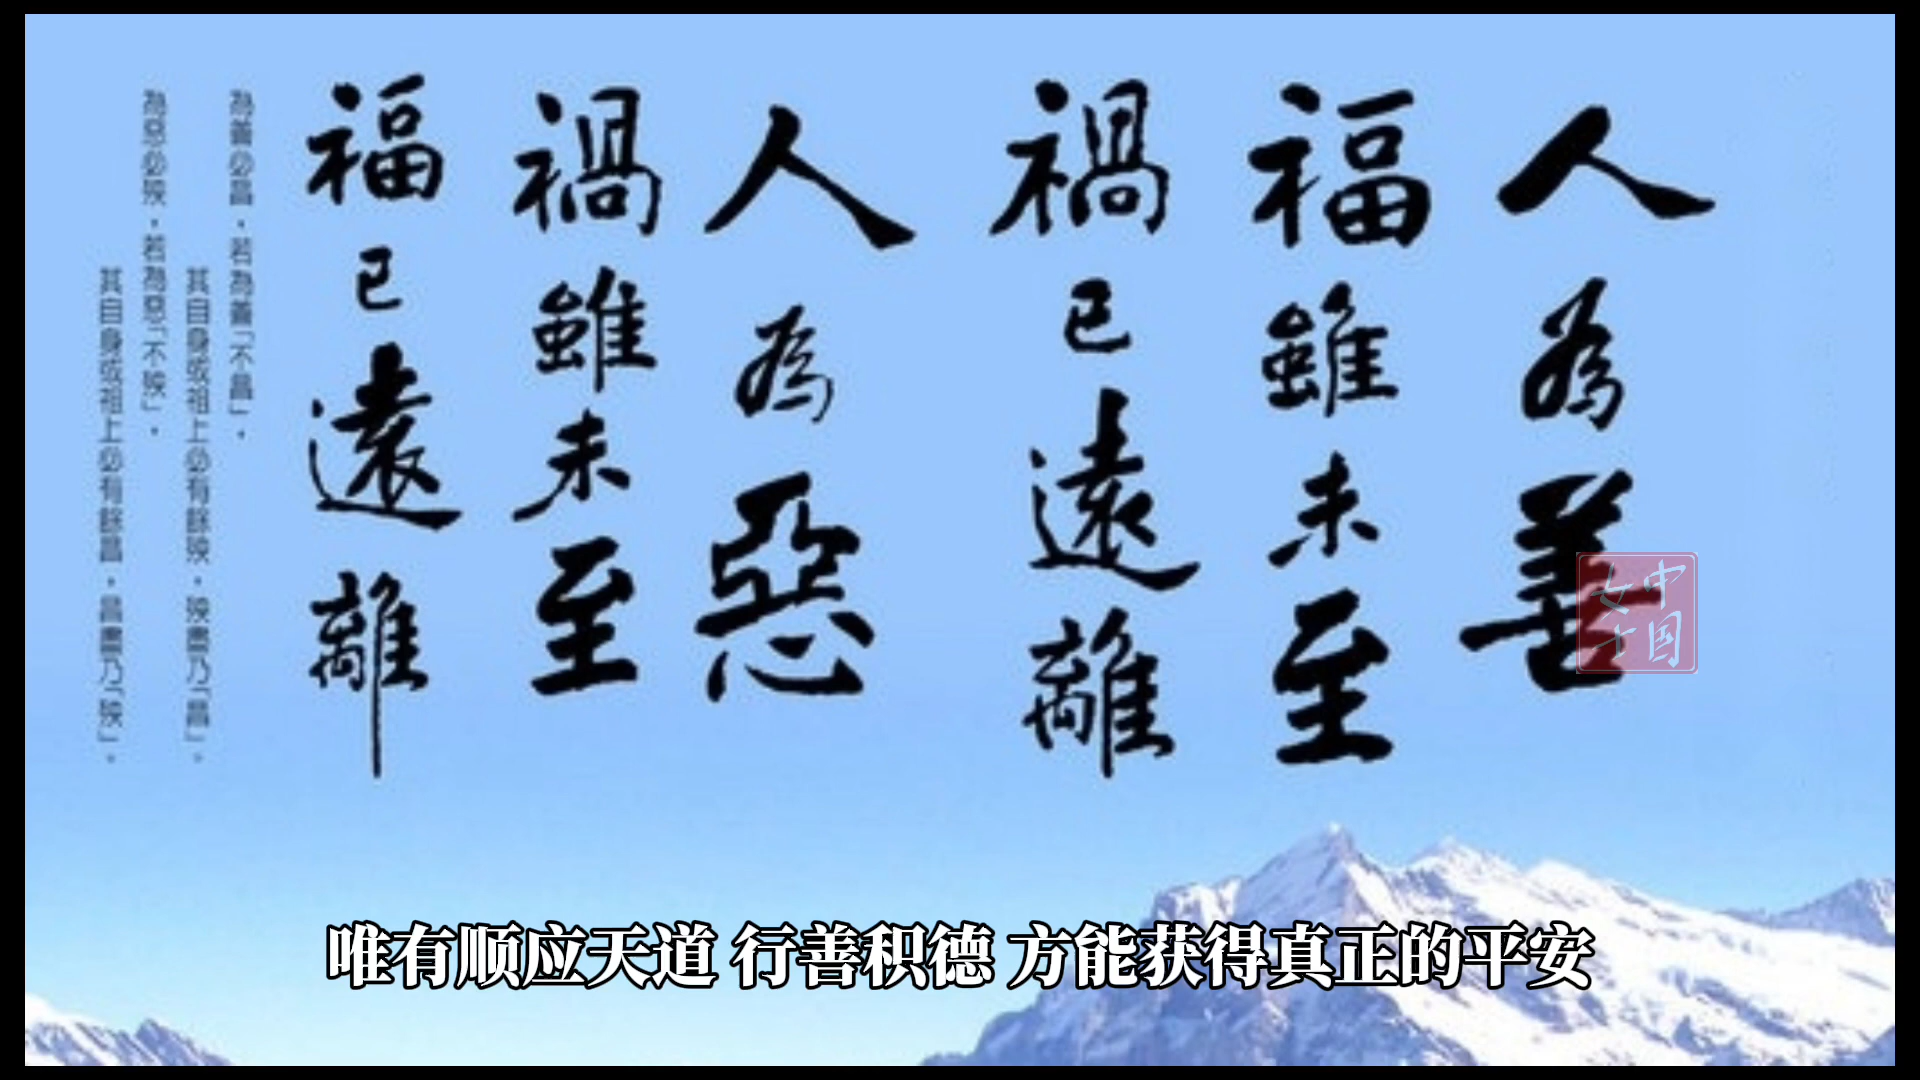 人為善
福雖未至
禍已遠離
人為惡
禍雖未至
福已遠離
為善必昌，若為善「不昌」，
其自身或祖上必有餘殃，殃盡乃「昌」。
為惡必殃，若為惡「不殃」，
其自身或祖上必有餘昌，昌盡乃「殃」。
中国
女士
唯有顺应天道 行善积德 方能获得真正的平安